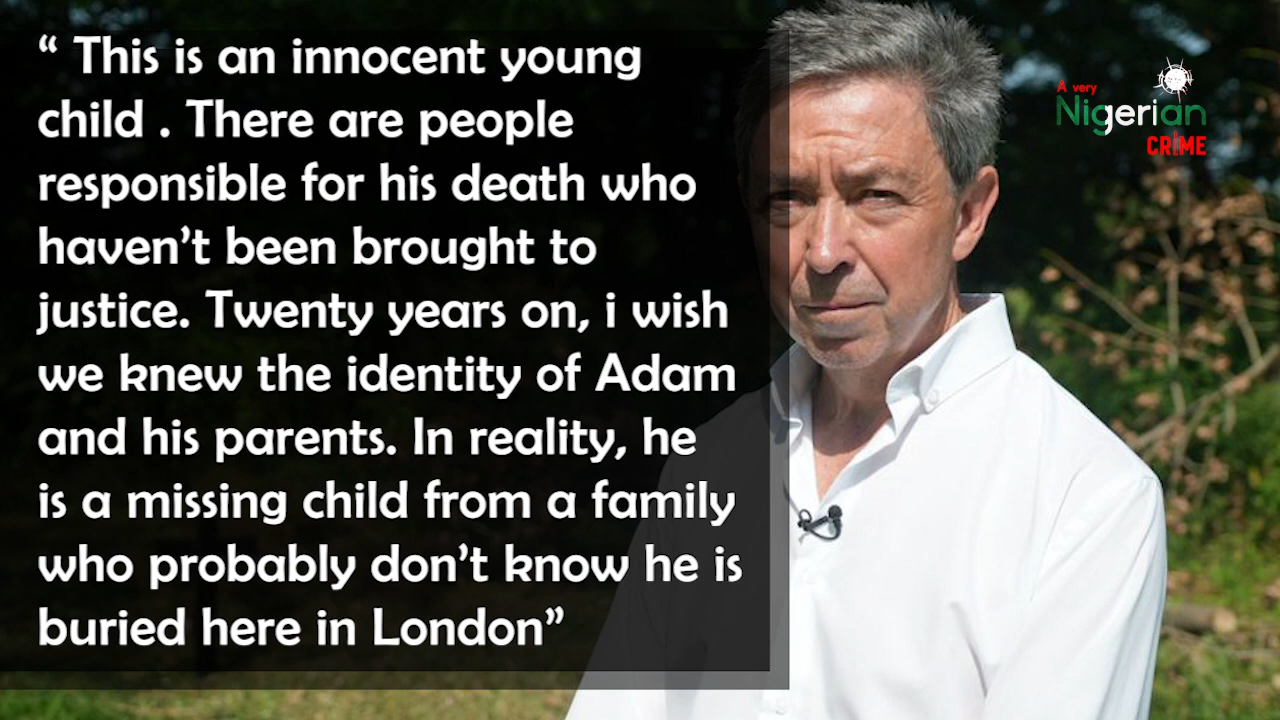 “ This is an innocent young
child . There are people
responsible for his death who
haven’t been brought to
justice. Twenty years on, i wish
we knew the identity of Adam
and his parents. In reality, he
is a missing child from a family
who probably don’t know he is
buried here in London”
A very
Nigerian
CRIME